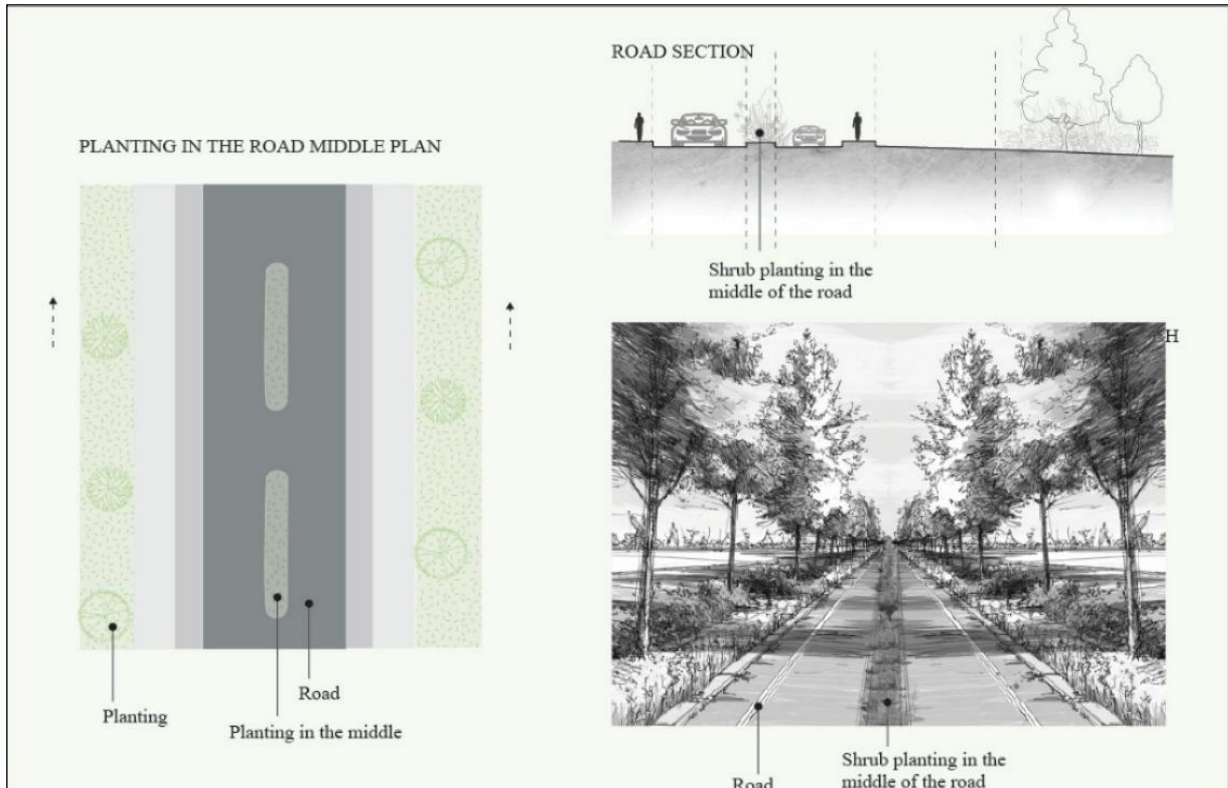 ROAD SECTION
PLANTING IN THE ROAD MIDDLE PLAN
Shrub planting in the
middle of the road
H
Road
Planting
Planting in the middle
Shrub planting in the
middle of the road
Road